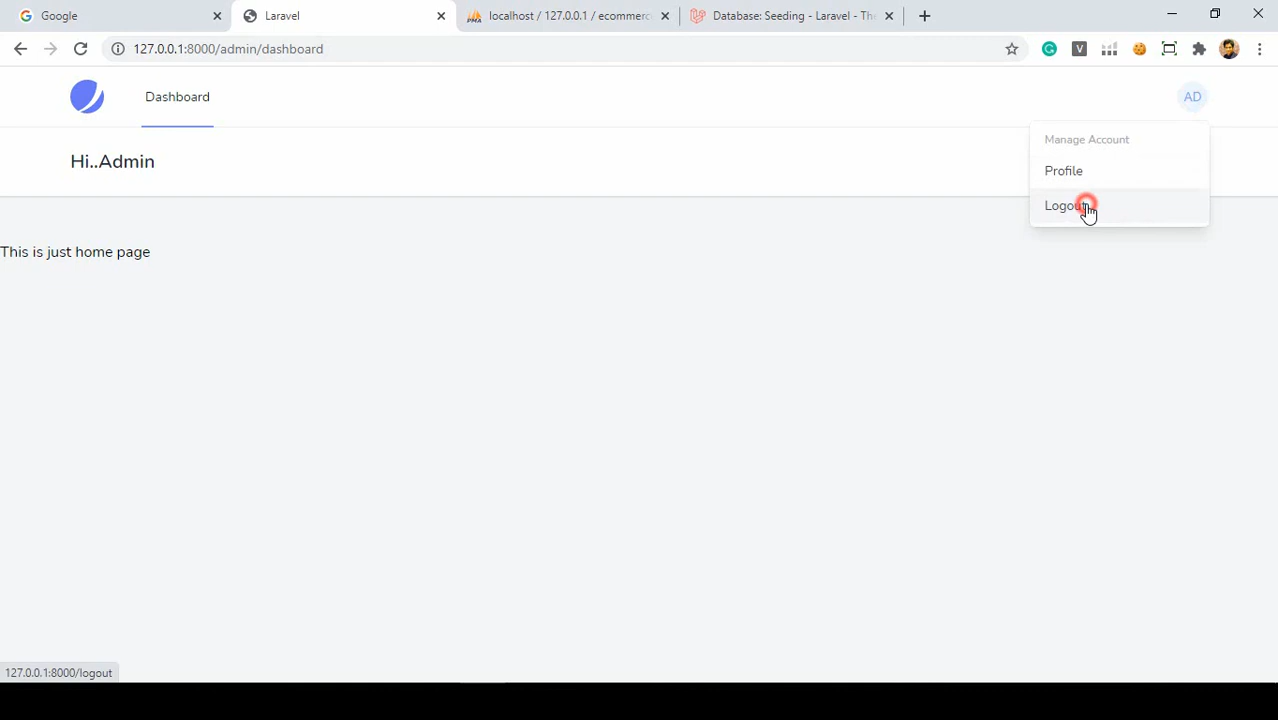 Google
Laravel
localhost / 127.0.0.1 / ecommerc
Database: Seeding - Laravel - The
127.0.0.1:8000/admin/dashboard
Dashboard
AD
Manage Account
Hi..Admin
Profile
Logout
This is just home page
127.0.0.1:8000/logout